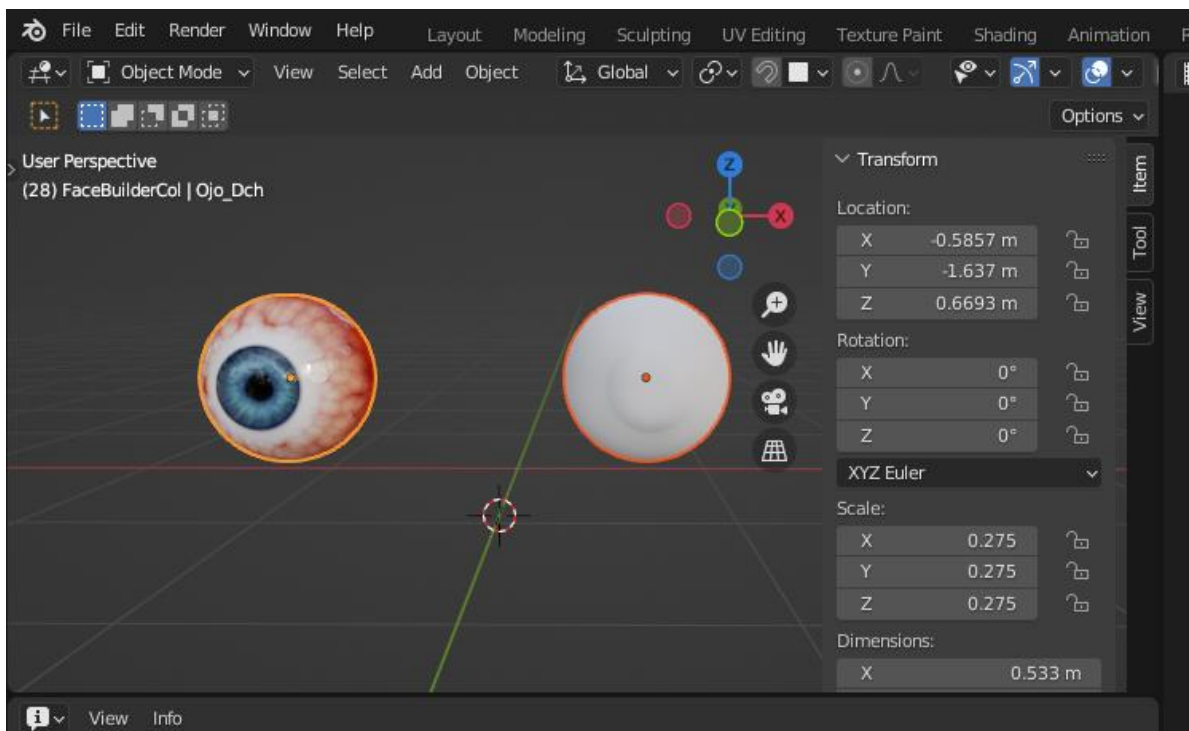 File Edit Render Window Help Layout Modeling Sculpting UV Editing Texture Paint Shading Animation
Object Mode View Select Add Object Global
Options
User Perspective
(28) FaceBuilderCol | Ojo_Dch
Z
X
Transform
Location:
X -0.5857 m
Y -1.637 m
Z 0.6693 m
Rotation:
X 0°
Y 0°
Z 0°
XYZ Euler
Scale:
X 0.275
Y 0.275
Z 0.275
Dimensions:
X 0.533 m
Item
Tool
View
View Info